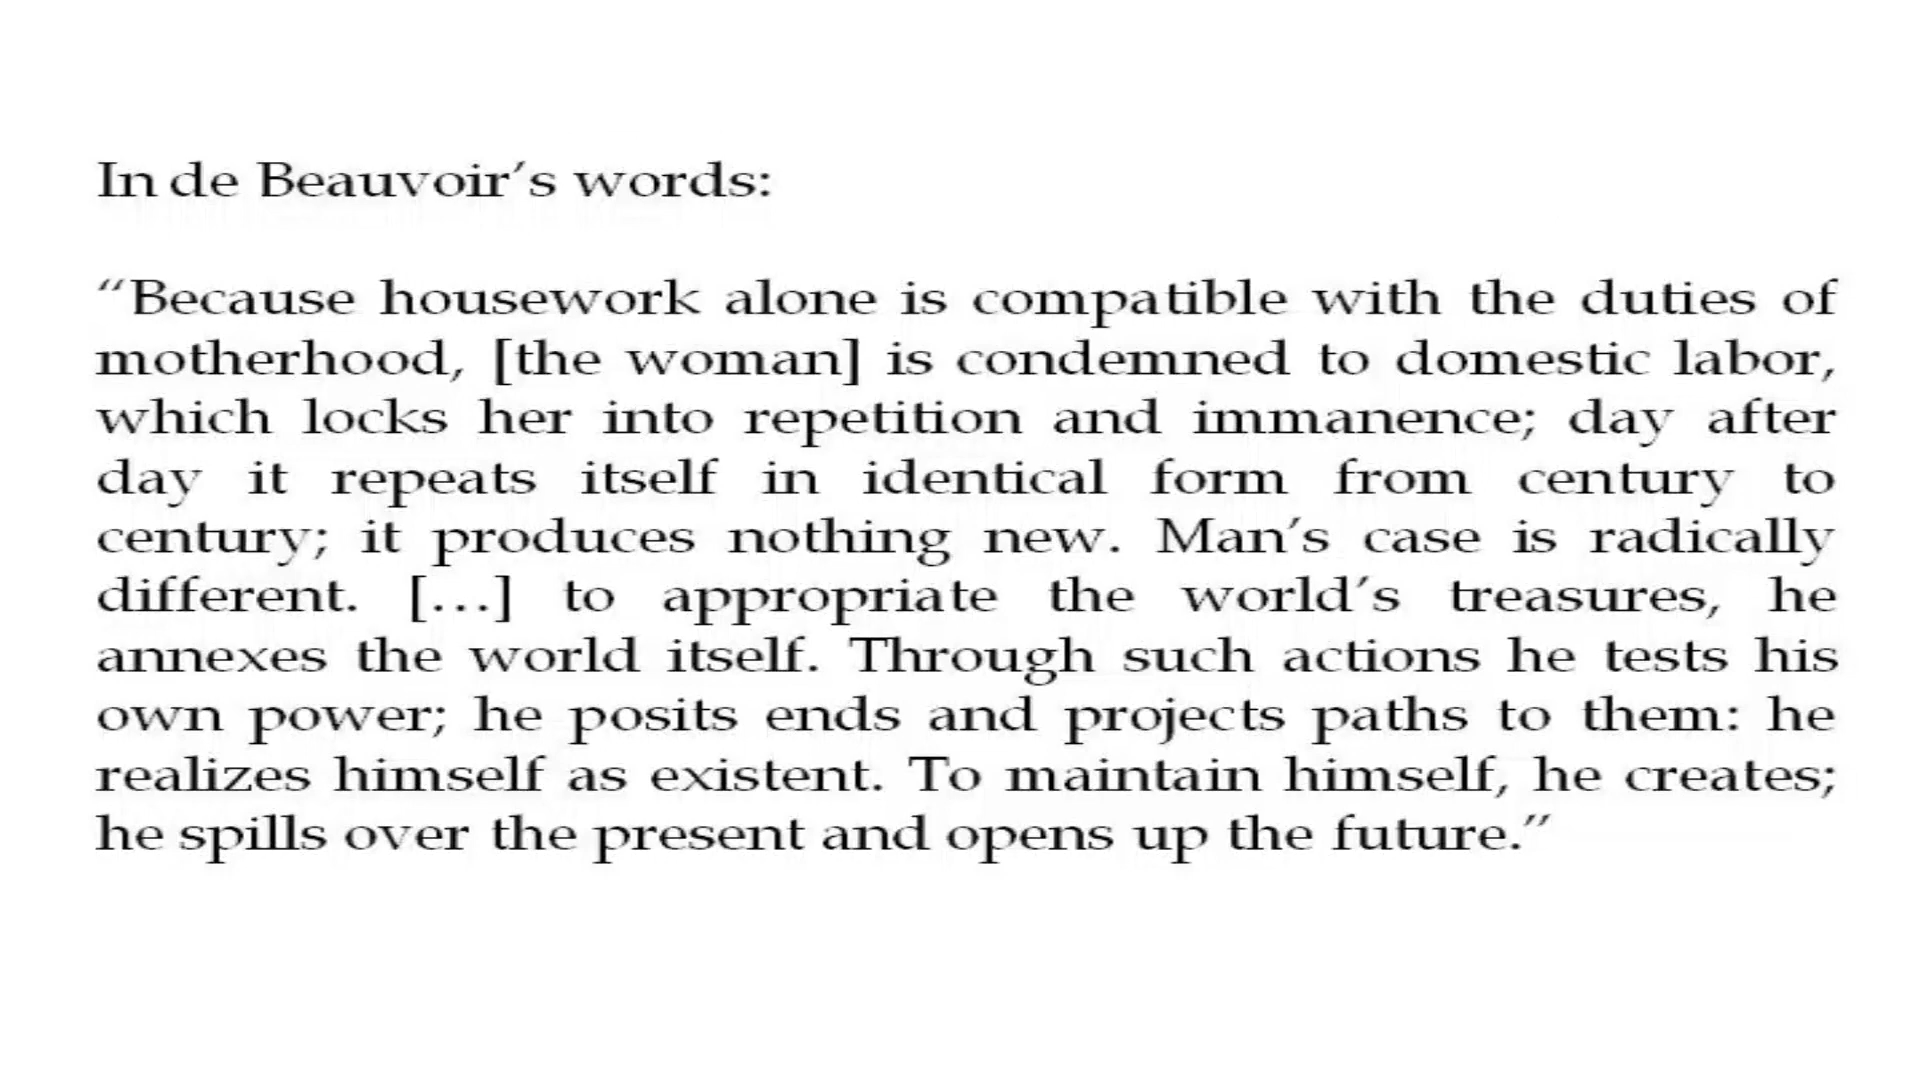 In de Beauvoir’s words:
“Because housework alone is compatible with the duties of
motherhood, [the woman] is condemned to domestic labor,
which locks her into repetition and immanence; day after
day it repeats itself in identical form from century to
century; it produces nothing new. Man’s case is radically
different. […] to appropriate the world’s treasures, he
annexes the world itself. Through such actions he tests his
own power; he posits ends and projects paths to them: he
realizes himself as existent. To maintain himself, he creates;
he spills over the present and opens up the future.”